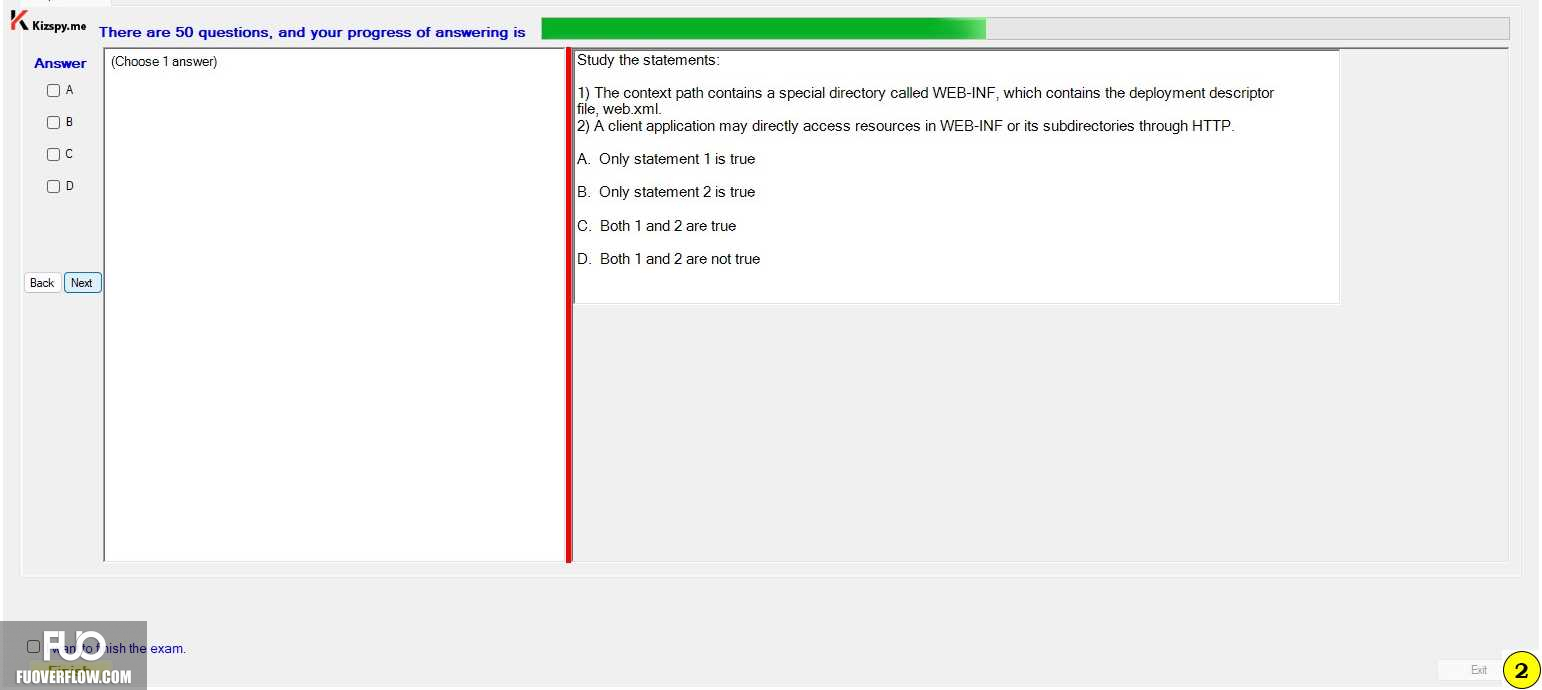 Kizspy.me
There are 50 questions, and your progress of answering is
Answer
A
B
C
D
Back
Next
(Choose 1 answer)
Study the statements:
1) The context path contains a special directory called WEB-INF, which contains the deployment descriptor
file, web.xml.
2) A client application may directly access resources in WEB-INF or its subdirectories through HTTP.
A. Only statement 1 is true
B. Only statement 2 is true
C. Both 1 and 2 are true
D. Both 1 and 2 are not true
to finish the exam.
FUO
Finish
FUOVERFLOW.COM
Exit
2